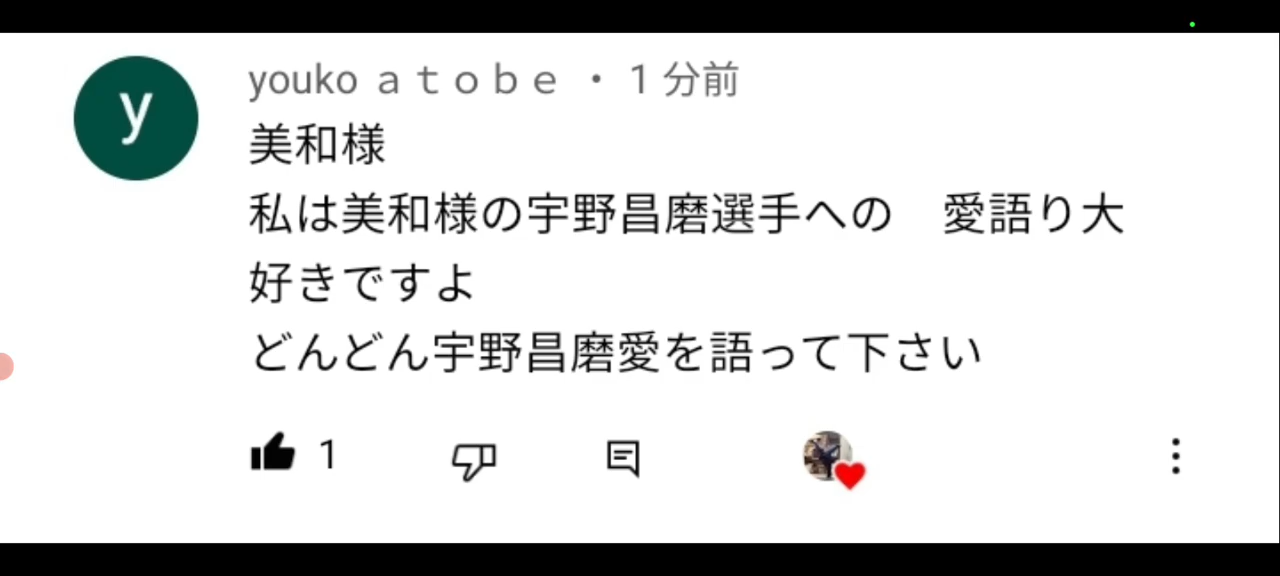 y
youko ａｔｏｂｅ ・ 1 分前
美和様
私は美和様の宇野昌磨選手への　愛語り大
好きですよ
どんどん宇野昌磨愛を語って下さい
1